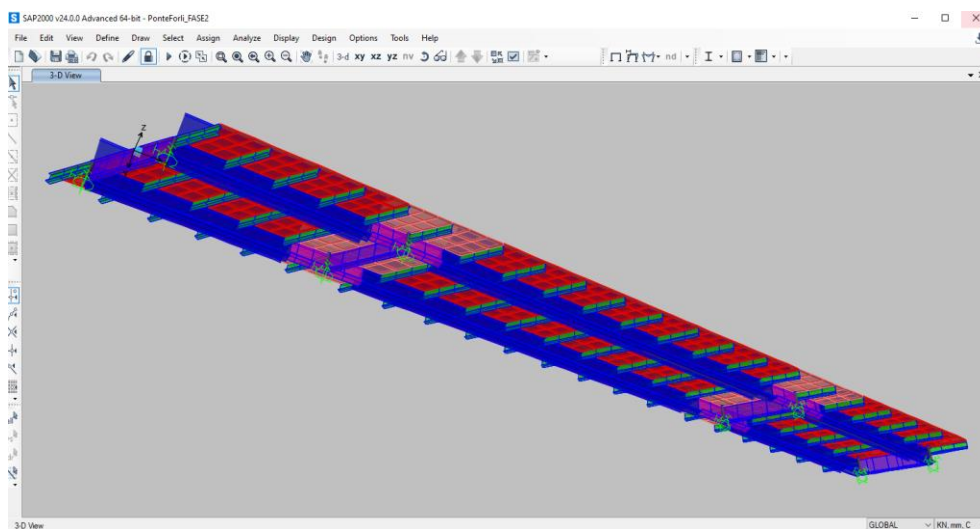 SAP2000 v24.0.0 Advanced 64-bit - PonteForli_FASE2
File Edit View Define Draw Select Assign Analyze Display Design Options Tools Help
3-d xy xz yz nv nd
3-D View
Z
3-D View GLOBAL KN, mm, C